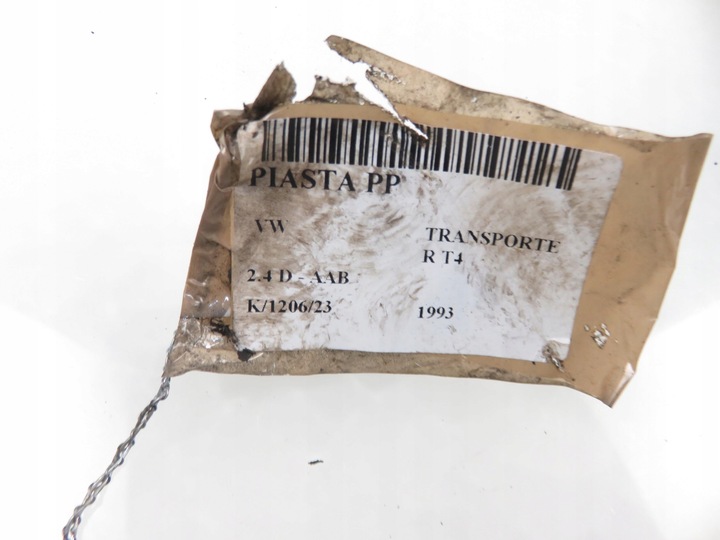 PIASTA PP
VW
TRANSPORTE
R T4
2.4 D - AAB
K/1206/23 1993